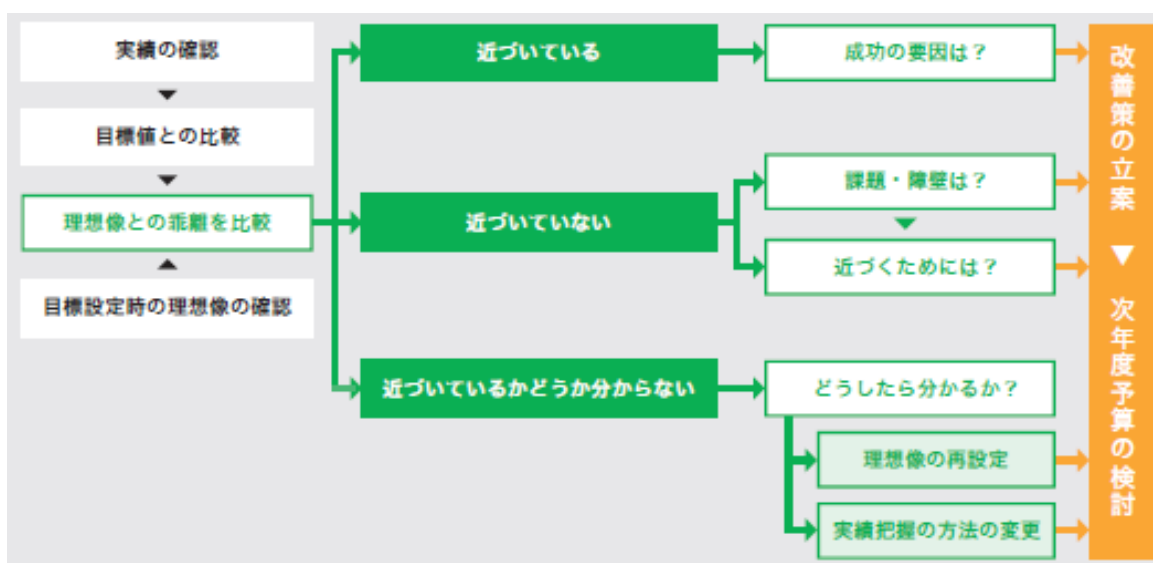 実績の確認
目標値との比較
理想像との乖離を比較
目標設定時の理想像の確認
近づいている
成功の要因は？
近づいていない
課題・障壁は？
近づくためには？
近づいているかどうか分からない
どうしたら分かるか？
理想像の再設定
実績把握の方法の変更
改善策の立案 ▼ 次年度予算の検討